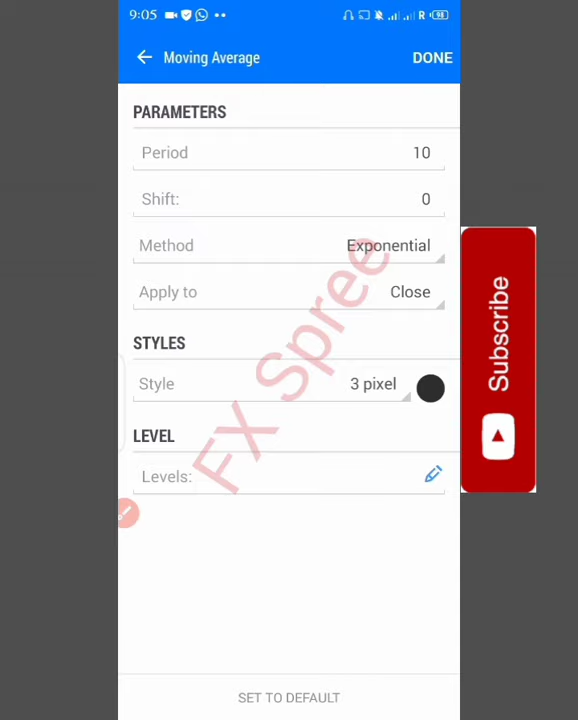 9:05 R 98
Moving Average DONE
PARAMETERS
Period 10
Shift: 0
Method Exponential
Apply to Close
STYLES
Style 3 pixel
LEVEL
Levels:
SET TO DEFAULT
FX Spree
Subscribe